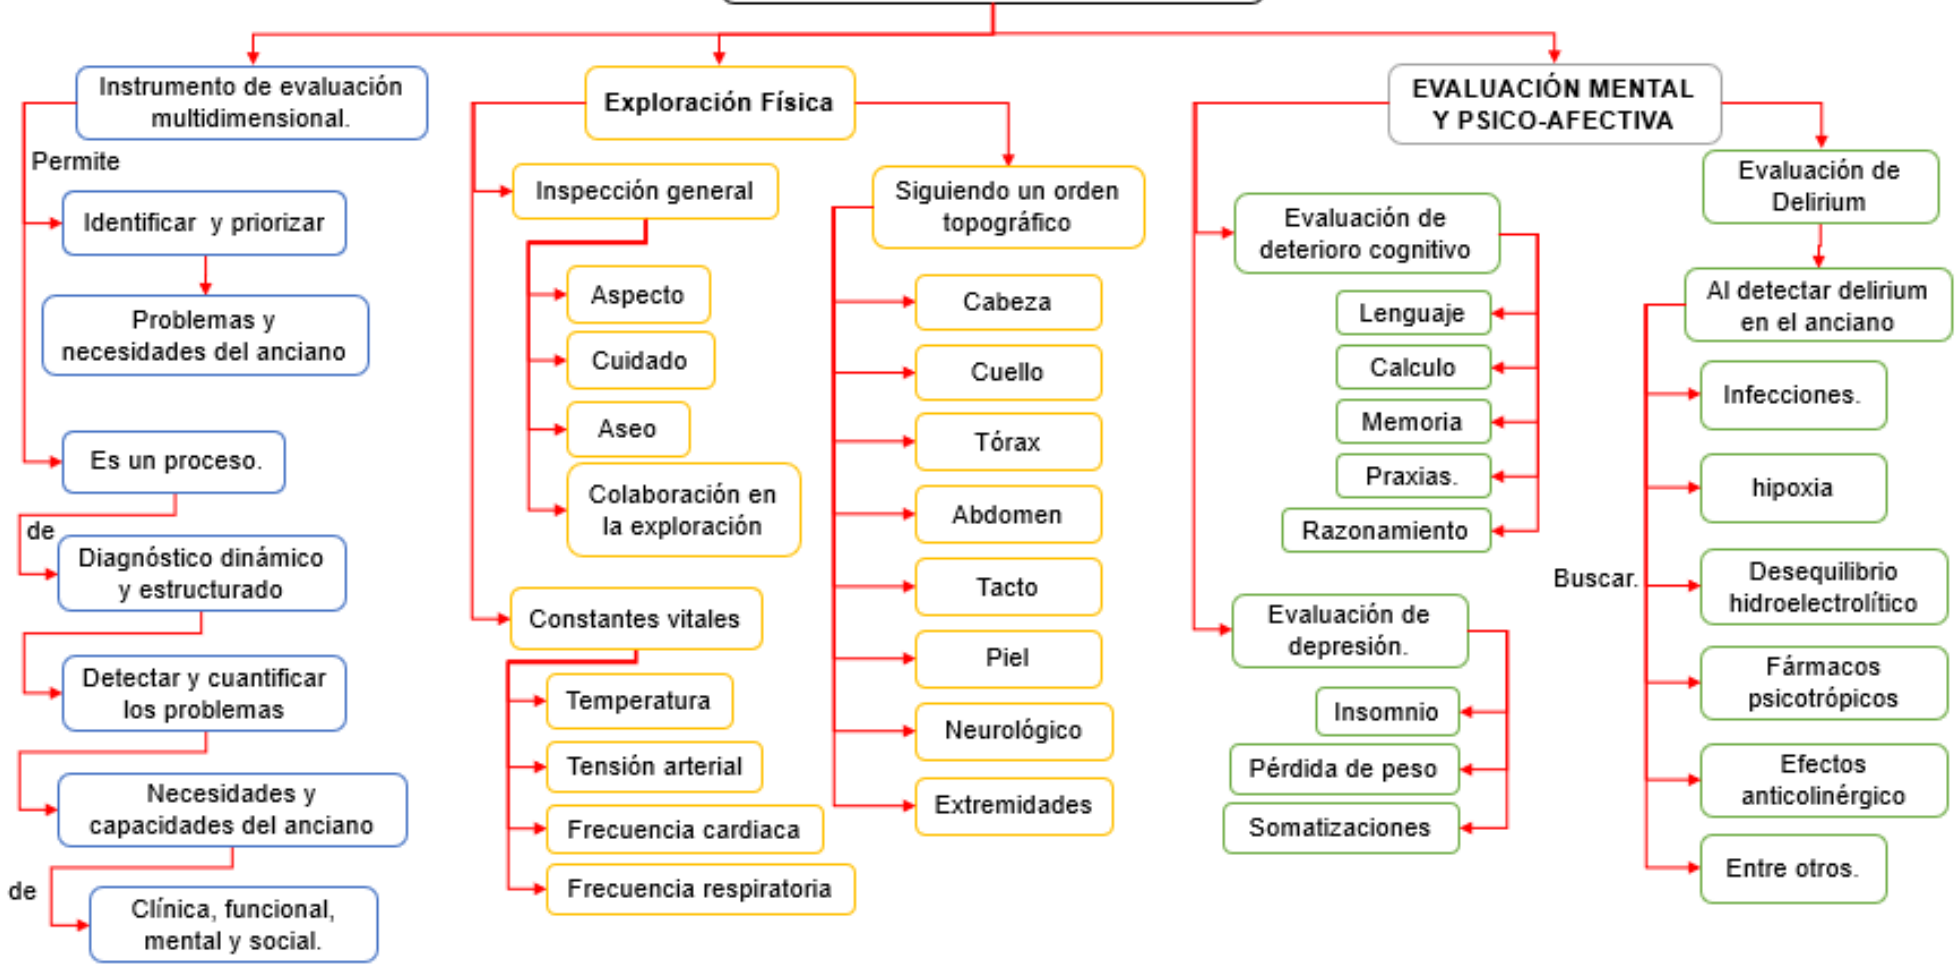 Instrumento de evaluación
multidimensional.
Permite
Identificar y priorizar
Problemas y
necesidades del anciano
Es un proceso.
de
Diagnóstico dinámico
y estructurado
Detectar y cuantificar
los problemas
Necesidades y
capacidades del anciano
de
Clínica, funcional,
mental y social.
Exploración Física
Inspección general
Aspecto
Cuidado
Aseo
Colaboración en
la exploración
Constantes vitales
Temperatura
Tensión arterial
Frecuencia cardiaca
Frecuencia respiratoria
Siguiendo un orden
topográfico
Cabeza
Cuello
Tórax
Abdomen
Tacto
Piel
Neurológico
Extremidades
EVALUACIÓN MENTAL
Y PSICO-AFECTIVA
Evaluación de
deterioro cognitivo
Lenguaje
Calculo
Memoria
Praxias.
Razonamiento
Evaluación de
depresión.
Insomnio
Pérdida de peso
Somatizaciones
Evaluación de
Delirium
Al detectar delirium
en el anciano
Buscar.
Infecciones.
hipoxia
Desequilibrio
hidroelectrolítico
Fármacos
psicotrópicos
Efectos
anticolinérgico
Entre otros.